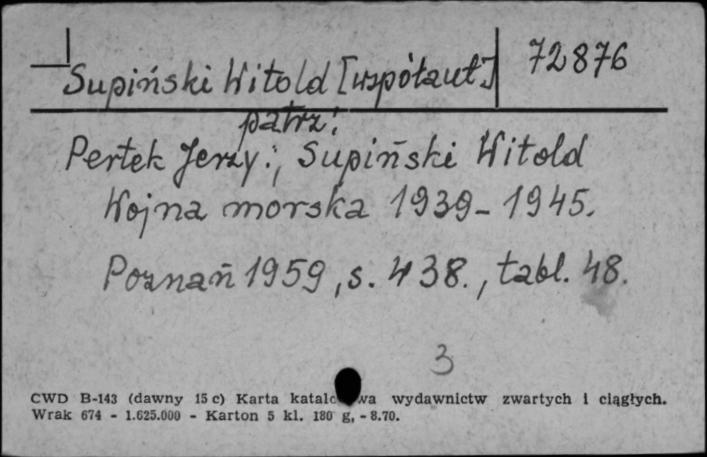 Supiński Witold [współaut.] 72876
patrz:
Pertek Jerzy:, Supiński Witold
Wojna morska 1939-1945.
Poznań 1959, s. 438., tabl. 48.
3
CWD B-143 (dawny 15 c) Karta wydawnictw zwartych i ciągłych.
Wrak 674 - 1.625.000 - Karton 5 kl. 180 g, - 8.70.